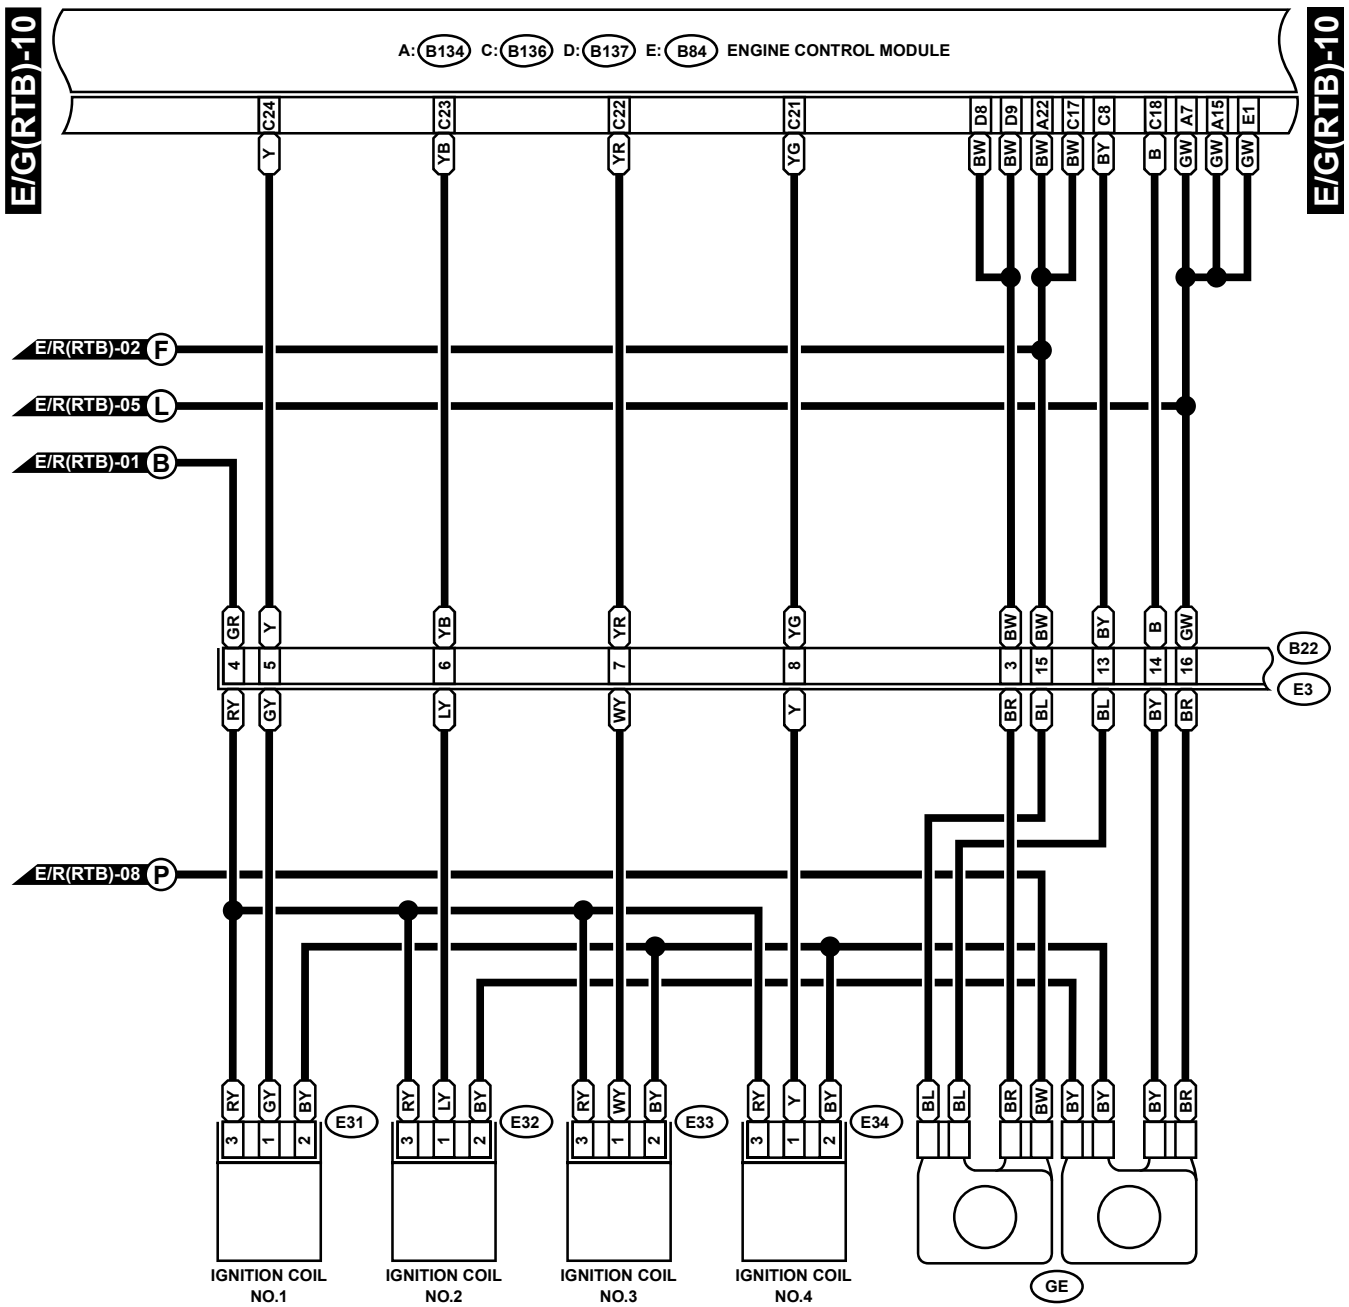 E/G(RTB)-10
E/G(RTB)-10
A: B134 C: B136 D: B137 E: B84 ENGINE CONTROL MODULE
C24 C23 C22 C21 D8 D9 A22 C17 C8 C18 A7 A15 E1
Y YB YR YG BW BW BW BW BY B GW GW GW
E/R(RTB)-02 F
E/R(RTB)-05 L
E/R(RTB)-01 B
GR Y YB YR YG BW BW BY B GW
4 5 6 7 8 3 15 13 14 16 B22
E3
RY GY LY WY Y BR BL BL BY BR
E/R(RTB)-08 P
RY GY BY RY LY BY RY WY BY RY Y BY BL BL BR BW BY BY BY BR
3 1 2 E31 3 1 2 E32 3 1 2 E33 3 1 2 E34
IGNITION COIL IGNITION COIL IGNITION COIL IGNITION COIL
NO.1 NO.2 NO.3 NO.4
GE